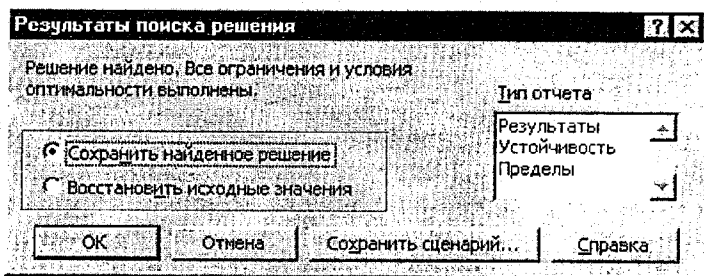 Результаты поиска решения
Решение найдено. Все ограничения и условия
оптимальности выполнены.
Тип отчета
Результаты
Устойчивость
Пределы
Сохранить найденное решение
Восстановить исходные значения
ОК
Отмена
Сохранить сценарий...
Справка